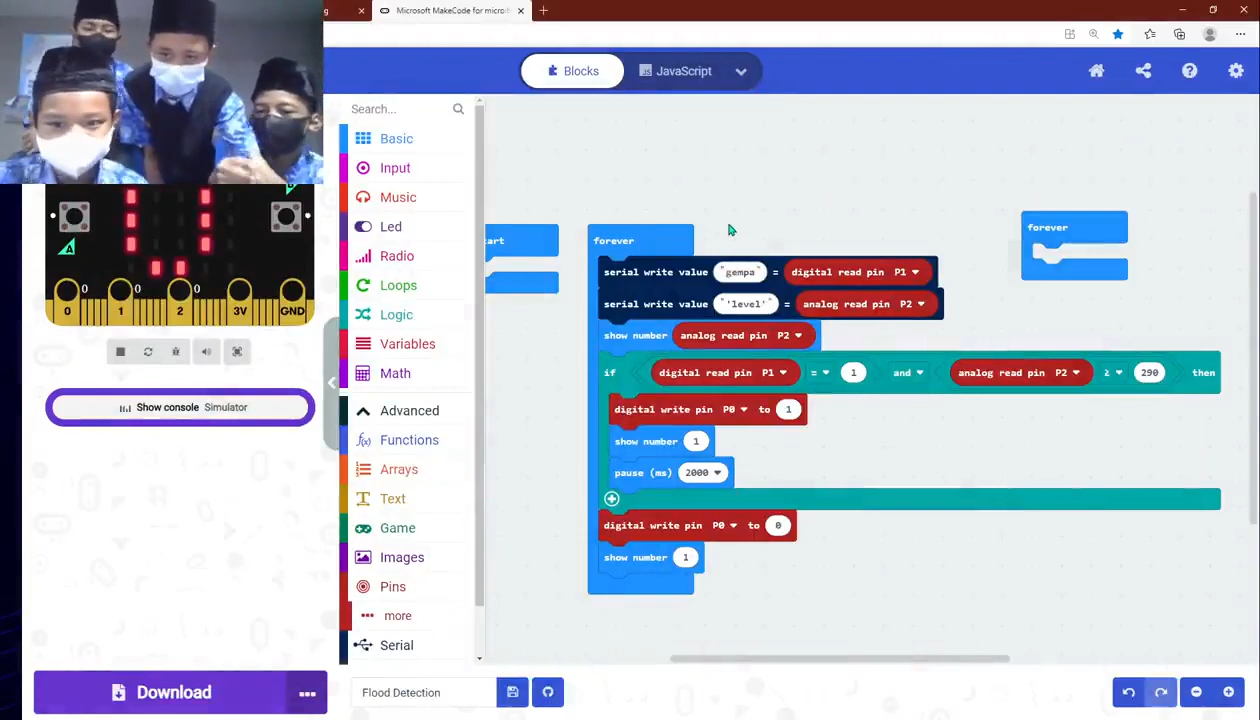 Microsoft MakeCode for micro:b
Blocks
JavaScript
Search...
Basic
Input
Music
Led
Radio
Loops
Logic
Variables
Math
Advanced
Functions
Arrays
Text
Game
Images
Pins
more
Serial
A
0 0 0
0 1 2 3V GND
Show console Simulator
Download
Flood Detection
forever
serial write value "gempa" = digital read pin P1
serial write value "'level'" = analog read pin P2
show number analog read pin P2
if digital read pin P1 = 1 and analog read pin P2 ≥ 290 then
digital write pin P0 to 1
show number 1
pause (ms) 2000
digital write pin P0 to 0
show number 1
forever